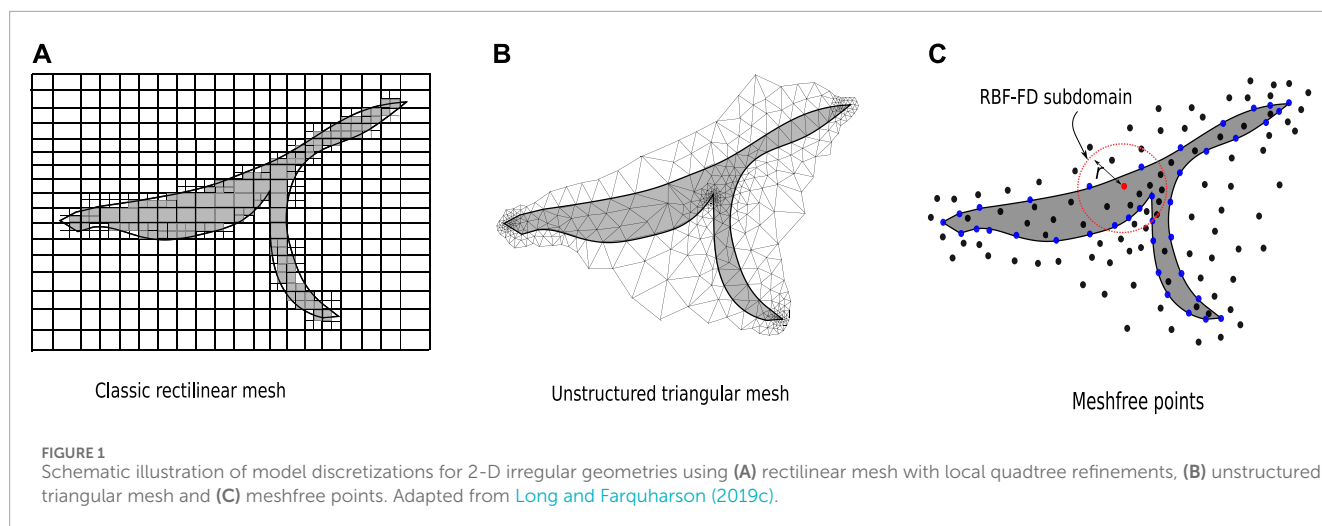 A
B
C
RBF-FD subdomain
r
Classic rectilinear mesh
Unstructured triangular mesh
Meshfree points
FIGURE 1
Schematic illustration of model discretizations for 2-D irregular geometries using (A) rectilinear mesh with local quadtree refinements, (B) unstructured
triangular mesh and (C) meshfree points. Adapted from Long and Farquharson (2019c).